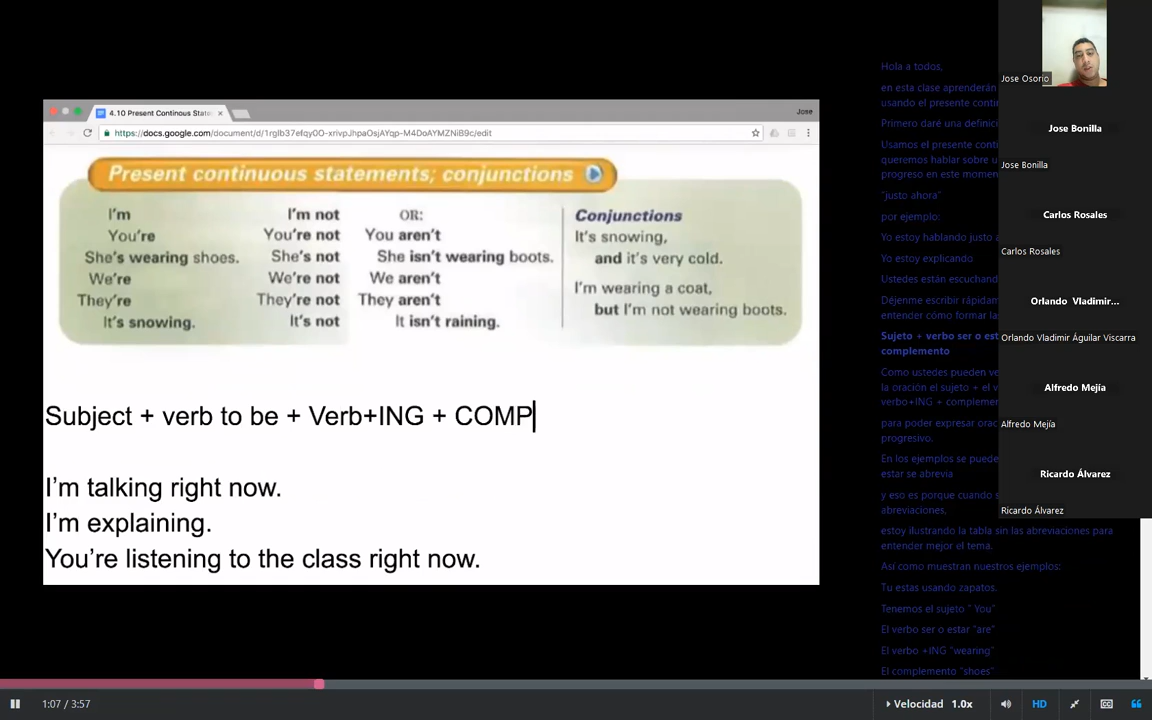 4.10 Present Continous State
Jose
https://docs.google.com/document/d/1rglb37efqy0O-xrivpJhpaOsjAYqp-M4DoAYMZNiB9c/edit
Present continuous statements; conjunctions
I'm I'm not OR:
You're You're not You aren't
She's wearing shoes. She's not She isn't wearing boots.
We're We're not We aren't
They're They're not They aren't
It's snowing. It's not It isn't raining.
Conjunctions
It's snowing,
and it's very cold.
I'm wearing a coat,
but I'm not wearing boots.
Subject + verb to be + Verb+ING + COMP
I'm talking right now.
I'm explaining.
You're listening to the class right now.
Hola a todos,
en esta clase aprenderán
usando el presente conti
Primero daré una definici
Usamos el presente conti
queremos hablar sobre u
progreso en este momen
"justo ahora"
por ejemplo:
Yo estoy hablando justo a
Yo estoy explicando
Ustedes están escuchand
Déjenme escribir rápidam
entender cómo formar las
Sujeto + verbo ser o est
complemento
Como ustedes pueden ve
la oración el sujeto + el v
verbo+ING + complemen
para poder expresar orac
progresivo.
En los ejemplos se puede
estar se abrevia
y eso es porque cuando s
abreviaciones,
estoy ilustrando la tabla sin las abreviaciones para
entender mejor el tema.
Así como muestran nuestros ejemplos:
Tu estas usando zapatos.
Tenemos el sujeto " You"
El verbo ser o estar "are"
El verbo +ING "wearing"
El complemento "shoes"
Jose Osorio
Jose Bonilla
Jose Bonilla
Carlos Rosales
Carlos Rosales
Orlando Vladimir...
Orlando Vladimir Águilar Viscarra
Alfredo Mejía
Alfredo Mejía
Ricardo Álvarez
Ricardo Álvarez
1:07 / 3:57
Velocidad 1.0x
HD